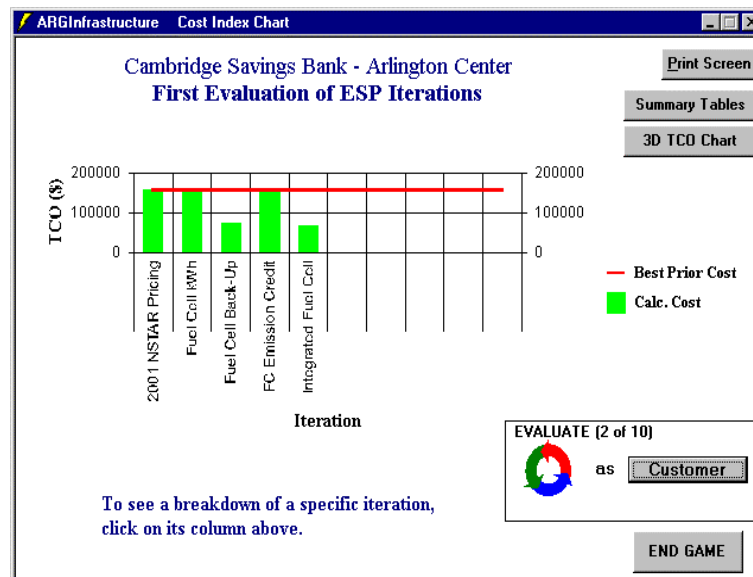 ARGInfrastructure Cost Index Chart
Cambridge Savings Bank - Arlington Center
First Evaluation of ESP Iterations
Print Screen
Summary Tables
3D TCO Chart
TCO ($)
200000
100000
0
200000
100000
0
2001 NSTAR Pricing
Fuel Cell kWh
Fuel Cell Back-Up
FC Emission Credit
Integrated Fuel Cell
Iteration
Best Prior Cost
Calc. Cost
EVALUATE (2 of 10)
as Customer
To see a breakdown of a specific iteration,
click on its column above.
END GAME